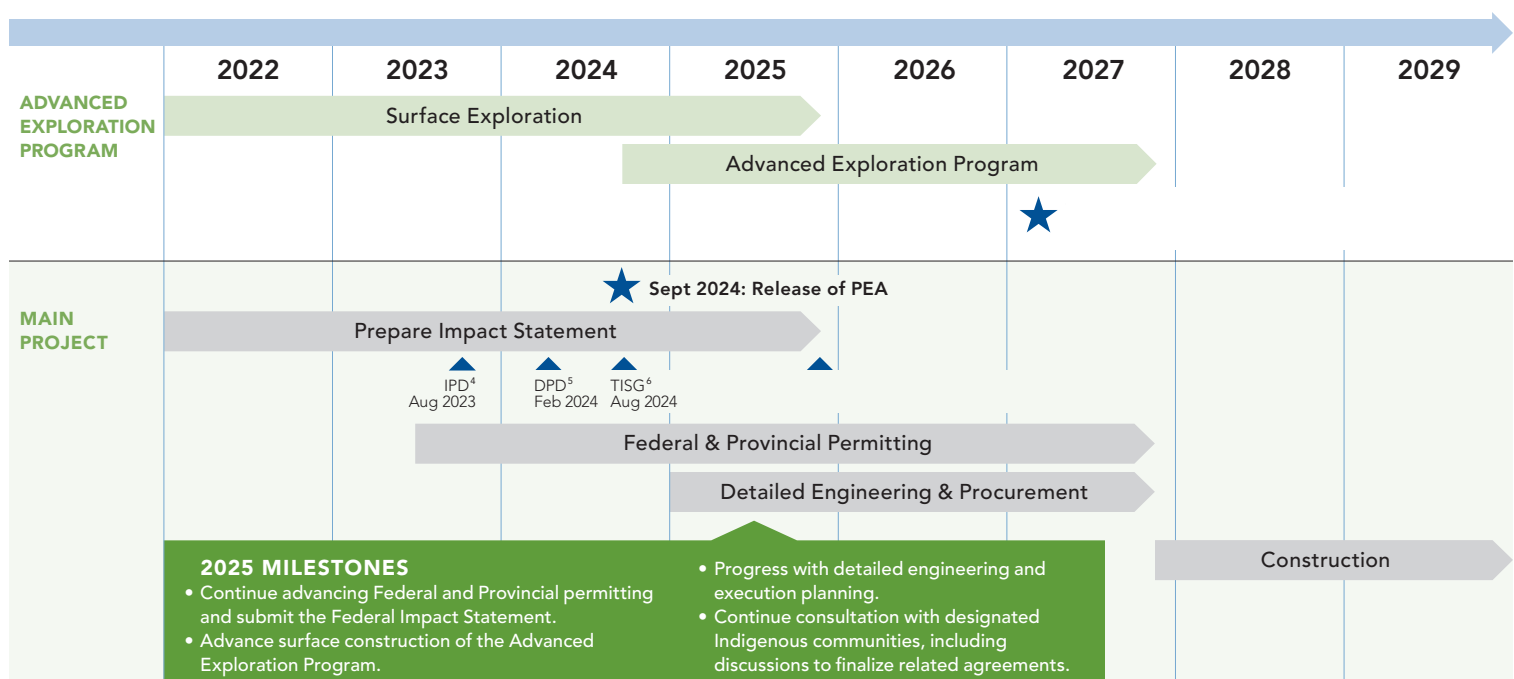 2022 2023 2024 2025 2026 2027 2028 2029
ADVANCED
EXPLORATION
PROGRAM
Surface Exploration
Advanced Exploration Program
Sept 2024: Release of PEA
MAIN
PROJECT
Prepare Impact Statement
IPD⁴
Aug 2023
DPD⁵
Feb 2024
TISG⁶
Aug 2024
Federal & Provincial Permitting
Detailed Engineering & Procurement
Construction
2025 MILESTONES
• Continue advancing Federal and Provincial permitting
and submit the Federal Impact Statement.
• Advance surface construction of the Advanced
Exploration Program.
• Progress with detailed engineering and
execution planning.
• Continue consultation with designated
Indigenous communities, including
discussions to finalize related agreements.